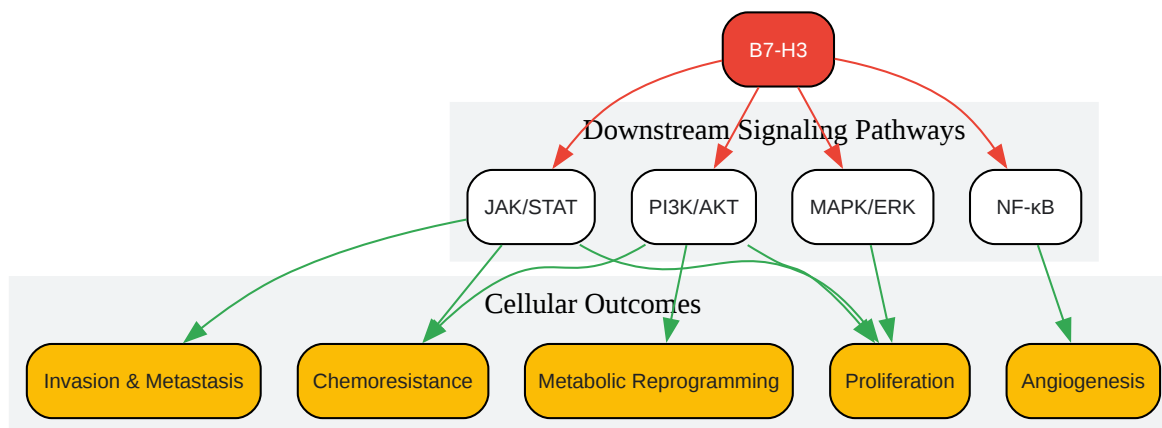 B7-H3
Downstream Signaling Pathways
JAK/STAT
PI3K/AKT
MAPK/ERK
NF-κB
Cellular Outcomes
Invasion & Metastasis
Chemoresistance
Metabolic Reprogramming
Proliferation
Angiogenesis